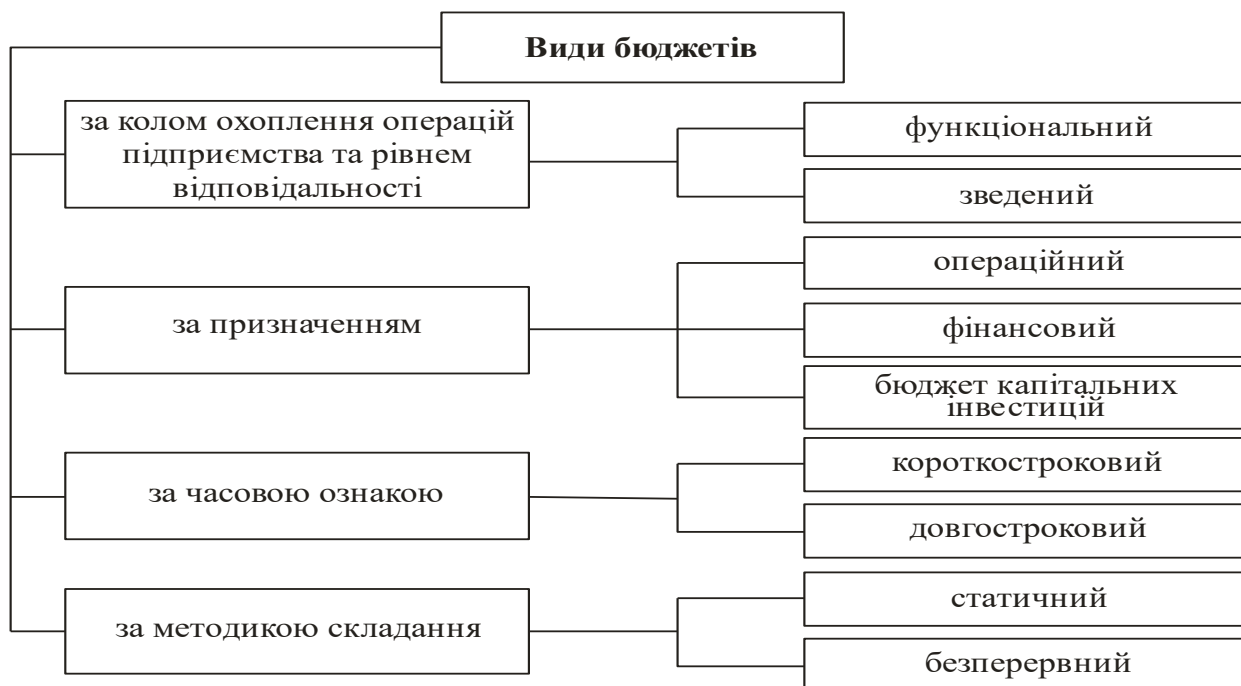 Види бюджетів
за колом охоплення операцій
підприємства та рівнем
відповідальності
функціональний
зведений
за призначенням
операційний
фінансовий
бюджет капітальних
інвестицій
за часовою ознакою
короткостроковий
довгостроковий
за методикою складання
статичний
безперервний